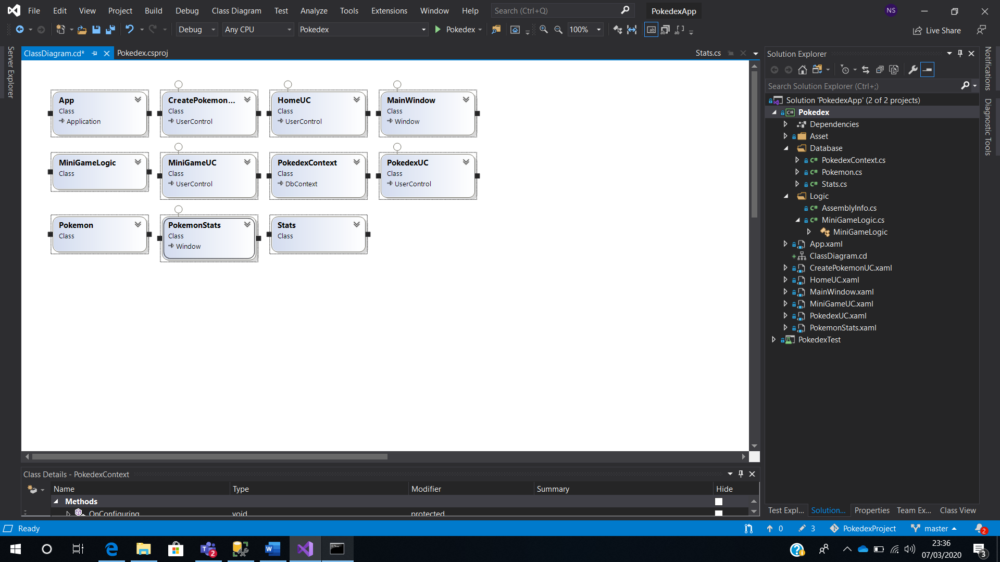 File Edit View Project Build Debug Class Diagram Test Analyze Tools Extensions Window Help Search (Ctrl+Q) PokedexApp NS
Debug Any CPU Pokedex Pokedex 100% Live Share
Server Explorer
ClassDiagram.cd* Pokedex.csproj Stats.cs
App
Class
Application
CreatePokemon...
Class
UserControl
HomeUC
Class
UserControl
MainWindow
Class
Window
MiniGameLogic
Class
MiniGameUC
Class
UserControl
PokedexContext
Class
DbContext
PokedexUC
Class
UserControl
Pokemon
Class
PokemonStats
Class
Window
Stats
Class
Class Details - PokedexContext
Name Type Modifier Summary Hide
Methods
OnConfiguring void protected
Solution Explorer
Search Solution Explorer (Ctrl+;)
Solution 'PokedexApp' (2 of 2 projects)
C# Pokedex
Dependencies
Asset
Database
C# PokedexContext.cs
C# Pokemon.cs
C# Stats.cs
Logic
C# AssemblyInfo.cs
C# MiniGameLogic.cs
MiniGameLogic
App.xaml
ClassDiagram.cd
CreatePokemonUC.xaml
HomeUC.xaml
MainWindow.xaml
MiniGameUC.xaml
PokedexUC.xaml
PokemonStats.xaml
PokedexTest
Test Expl... Solution... Properties Team Ex... Class View
Notifications
Diagnostic Tools
Ready 0 3 PokedexProject master 2
2 23:36
07/03/2020 3